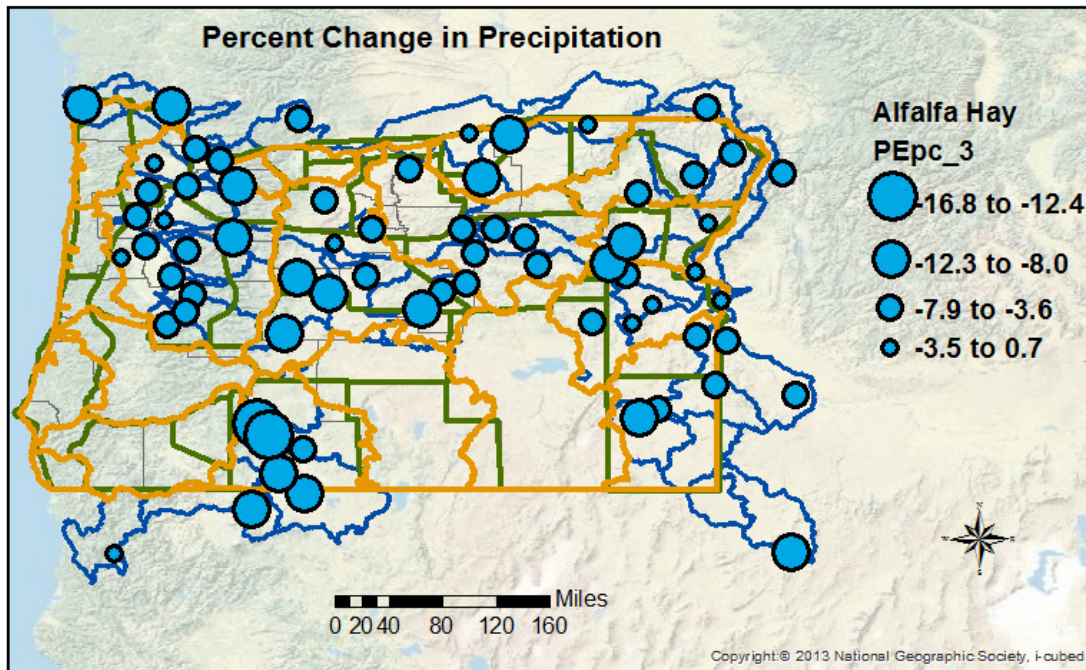 Percent Change in Precipitation
Alfalfa Hay
PEpc_3
-16.8 to -12.4
-12.3 to -8.0
-7.9 to -3.6
-3.5 to 0.7
N
W E
S
Miles
0 20 40 80 120 160
Copyright:© 2013 National Geographic Society, i-cubed